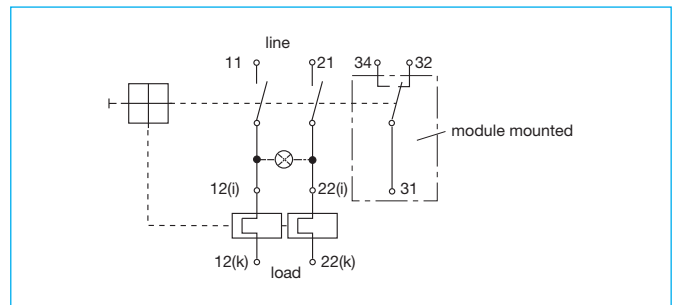 line
11 21 34 32
module mounted
12(i) 22(i) 31
12(k) 22(k)
load